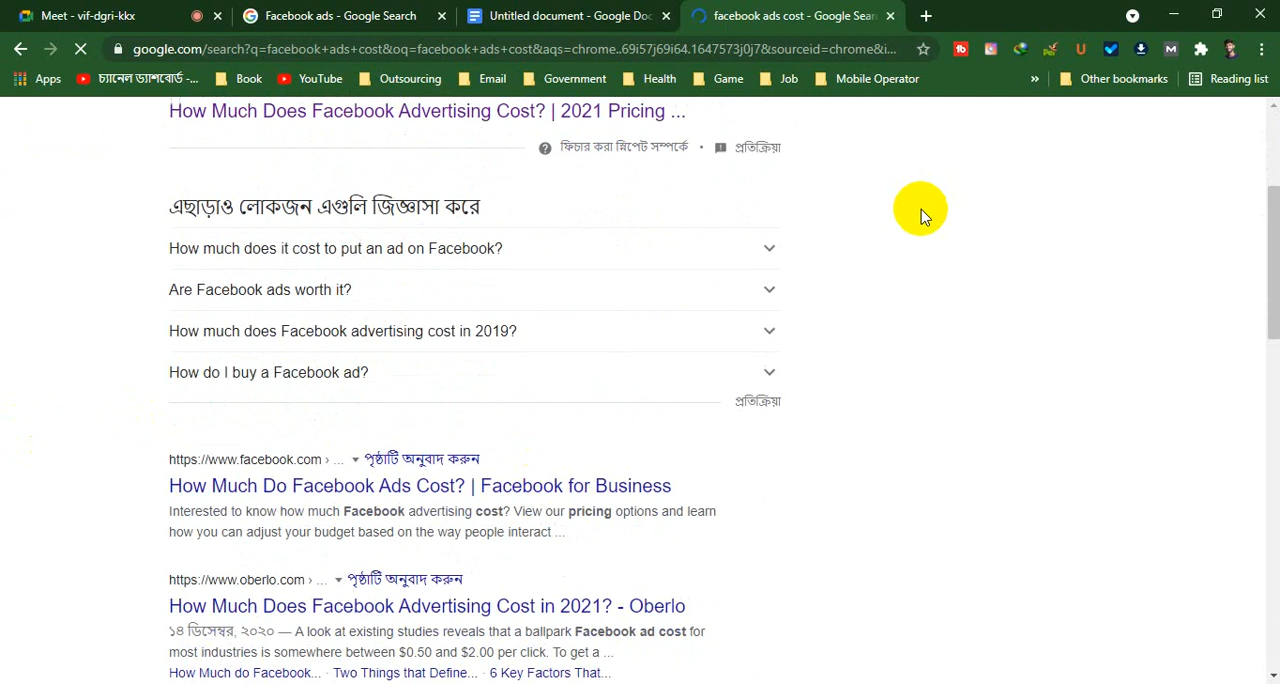 Meet - vif-dgri-kkx
Facebook ads - Google Search
Untitled document - Google Doc
facebook ads cost - Google Sear
google.com/search?q=facebook+ads+cost&oq=facebook+ads+cost&aqs=chrome..69i57j69i64.1647573j0j7&sourceid=chrome&i...
Apps
চ্যানেল ড্যাশবোর্ড -...
Book
YouTube
Outsourcing
Email
Government
Health
Game
Job
Mobile Operator
»
Other bookmarks
Reading list
How Much Does Facebook Advertising Cost? | 2021 Pricing ...
ফিচার করা স্নিপেট সম্পর্কে • প্রতিক্রিয়া
এছাড়াও লোকজন এগুলি জিজ্ঞাসা করে
How much does it cost to put an ad on Facebook?
Are Facebook ads worth it?
How much does Facebook advertising cost in 2019?
How do I buy a Facebook ad?
প্রতিক্রিয়া
https://www.facebook.com › ... পৃষ্ঠাটি অনুবাদ করুন
How Much Do Facebook Ads Cost? | Facebook for Business
Interested to know how much Facebook advertising cost? View our pricing options and learn
how you can adjust your budget based on the way people interact ...
https://www.oberlo.com › ... পৃষ্ঠাটি অনুবাদ করুন
How Much Does Facebook Advertising Cost in 2021? - Oberlo
১৪ ডিসেম্বর, ২০২০ — A look at existing studies reveals that a ballpark Facebook ad cost for
most industries is somewhere between $0.50 and $2.00 per click. To get a ...
How Much do Facebook... · Two Things that Define... · 6 Key Factors That...